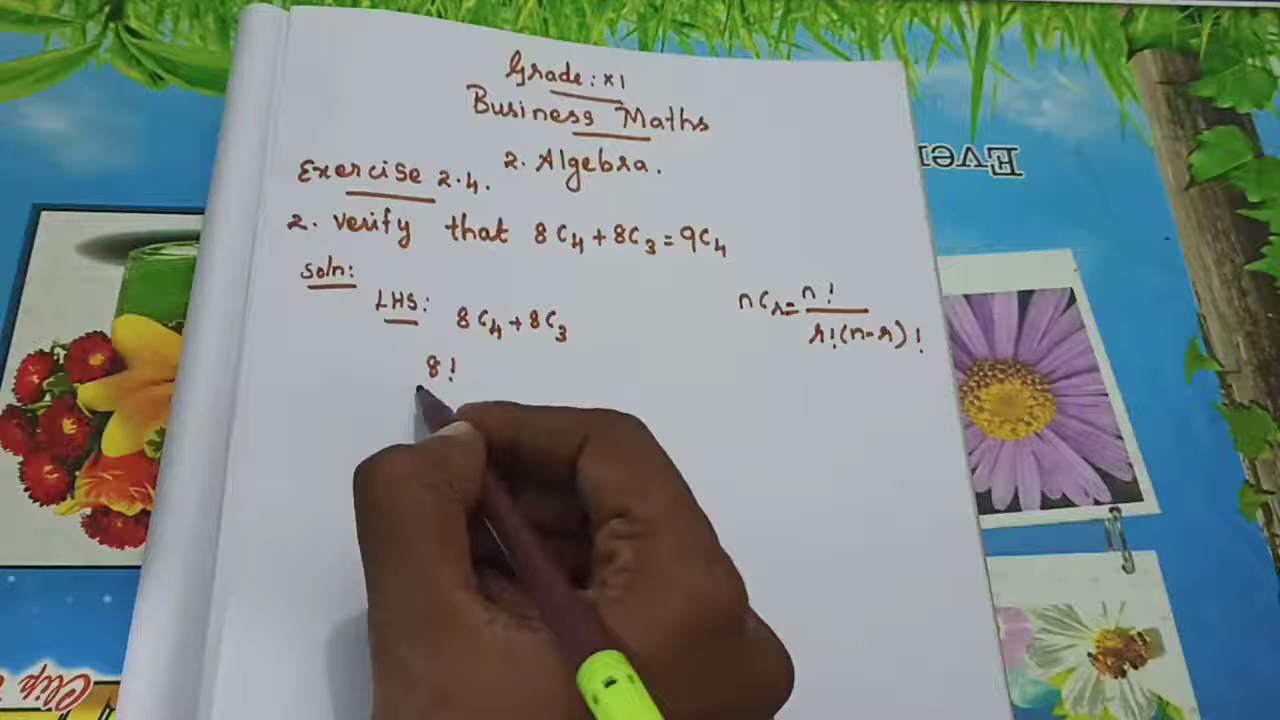 Grade: XI
Business Maths
2. Algebra.
Exercise 2.4.
2. Verify that 8C₄ + 8C₃ = 9C₄
Soln:
LHS: 8C₄ + 8C₃
nCᵣ = n! / r!(n-r)!
8!
Clip